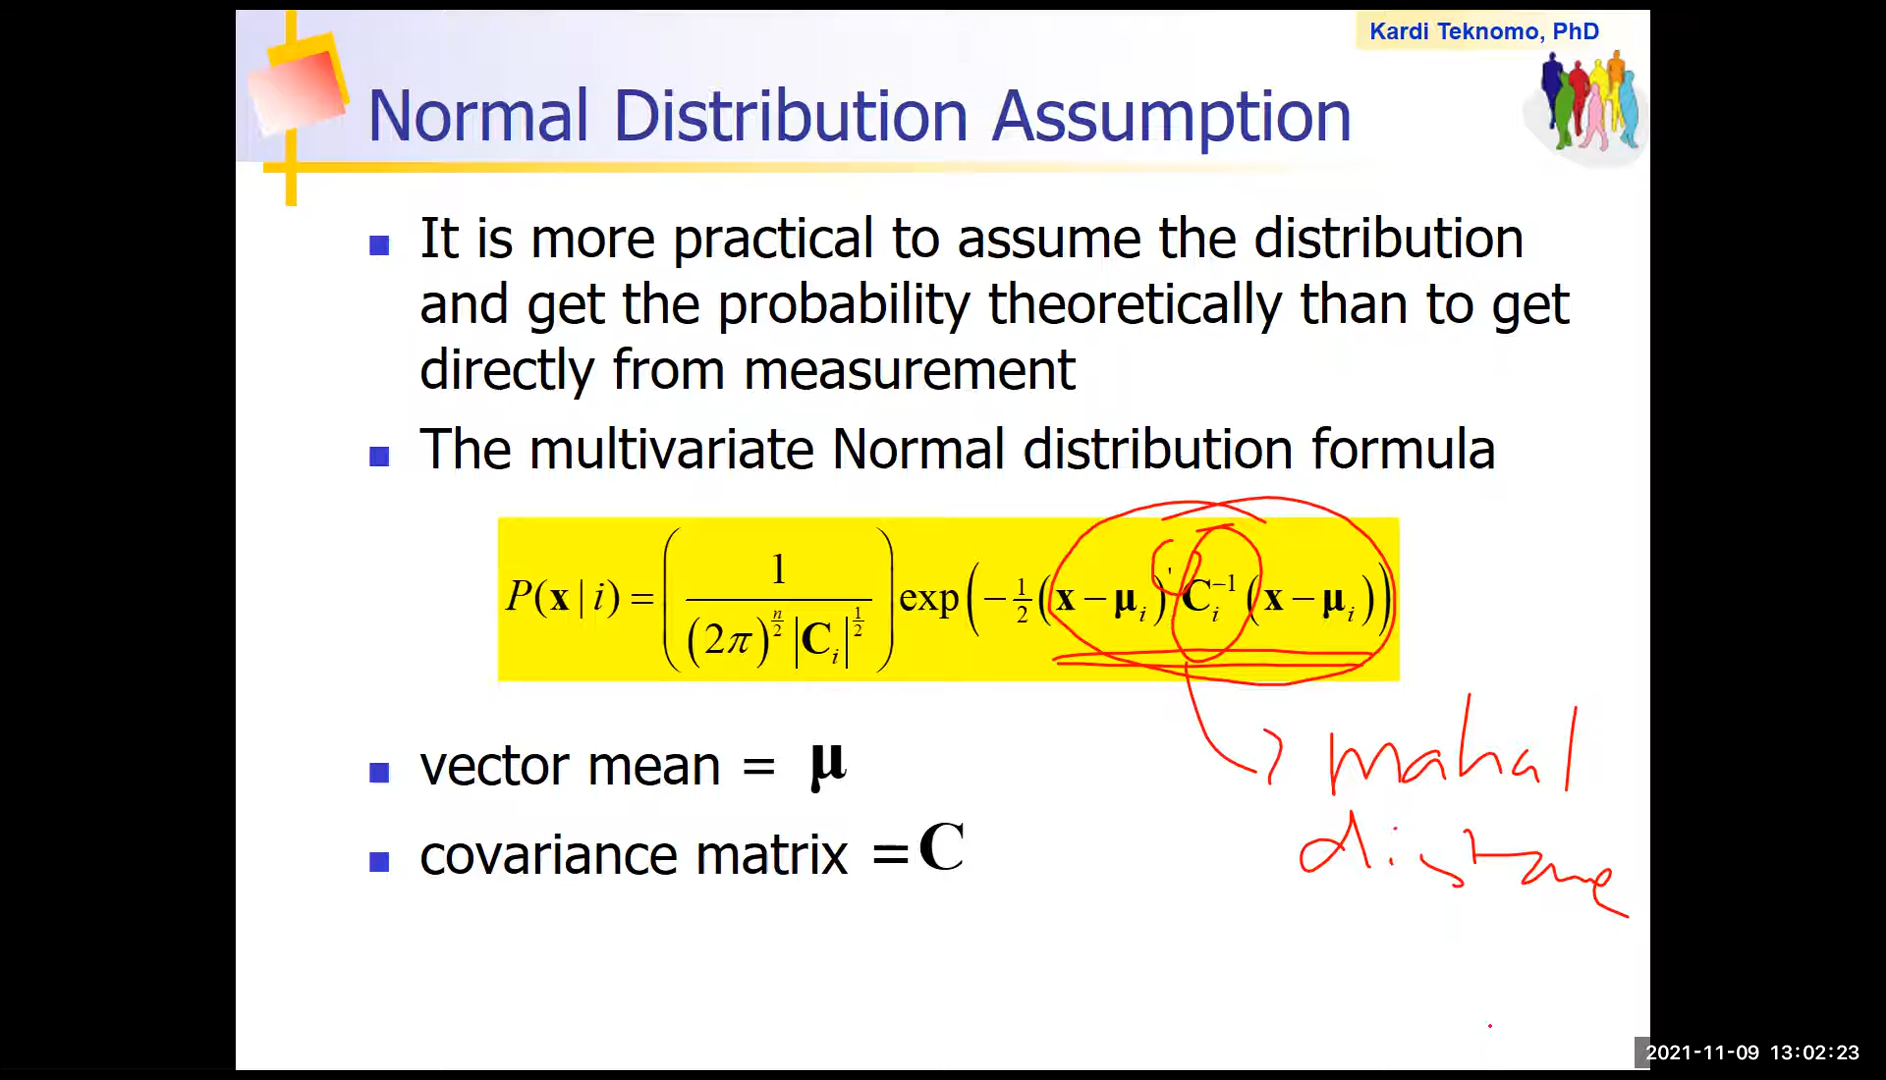 Kardi Teknomo, PhD
Normal Distribution Assumption
It is more practical to assume the distribution
and get the probability theoretically than to get
directly from measurement
The multivariate Normal distribution formula
P(x | i) = ( 1 / ((2π)^(n/2) |C_i|^(1/2)) ) exp( −1/2 (x − μ_i)' C_i^(−1) (x − μ_i) )
vector mean = μ
mahal
covariance matrix = C
distance
2021-11-09 13:02:23